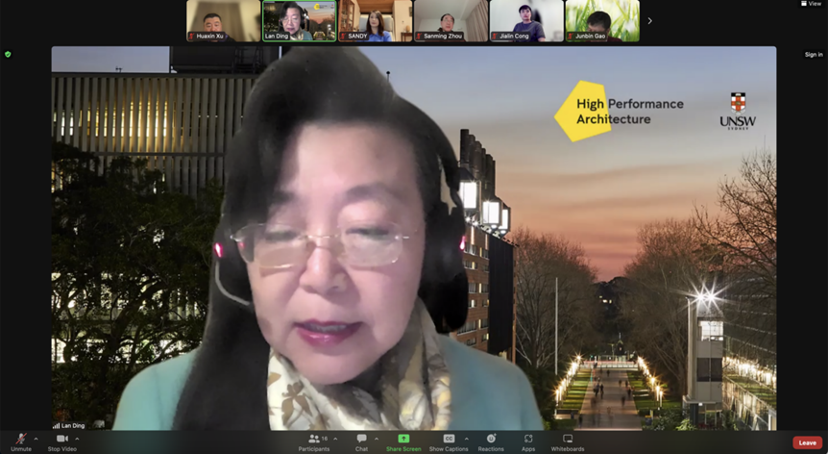 View
Huaxin Xu
Lan Ding
SANDY
Sanming Zhou
Jialin Cong
Junbin Gao
Sign in
High Performance
Architecture
UNSW
SYDNEY
Lan Ding
Unmute
Stop Video
Participants
16
Chat
Share Screen
Show Captions
Reactions
Apps
Whiteboards
Leave